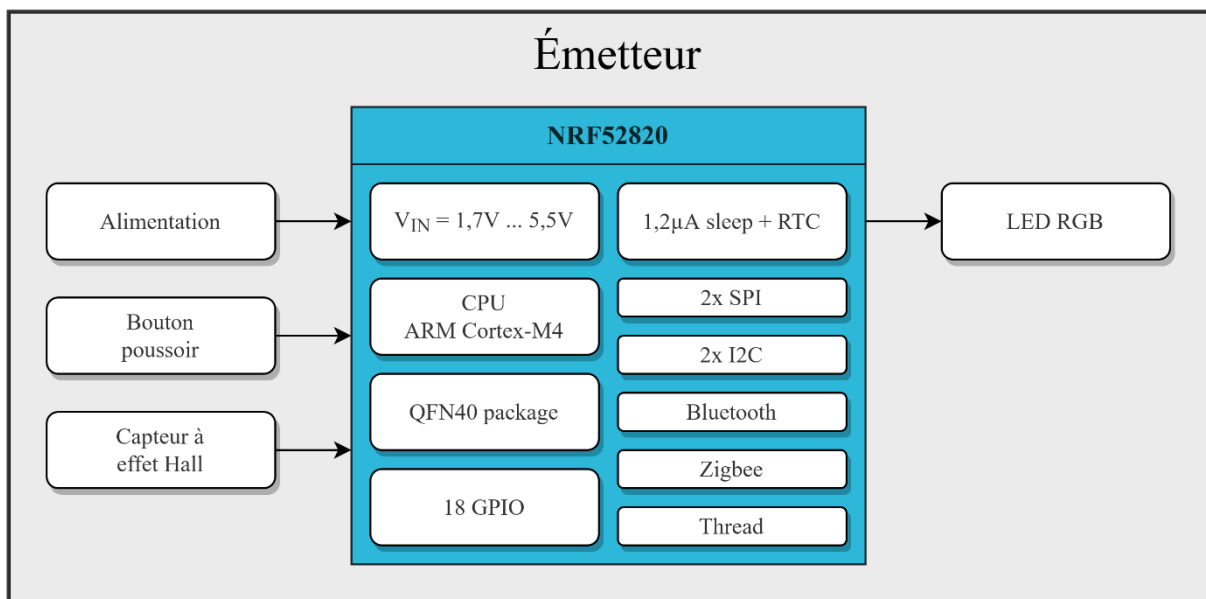 Émetteur
NRF52820
Alimentation
Bouton
poussoir
Capteur à
effet Hall
VIN = 1,7V ... 5,5V
CPU
ARM Cortex-M4
QFN40 package
18 GPIO
1,2µA sleep + RTC
2x SPI
2x I2C
Bluetooth
Zigbee
Thread
LED RGB